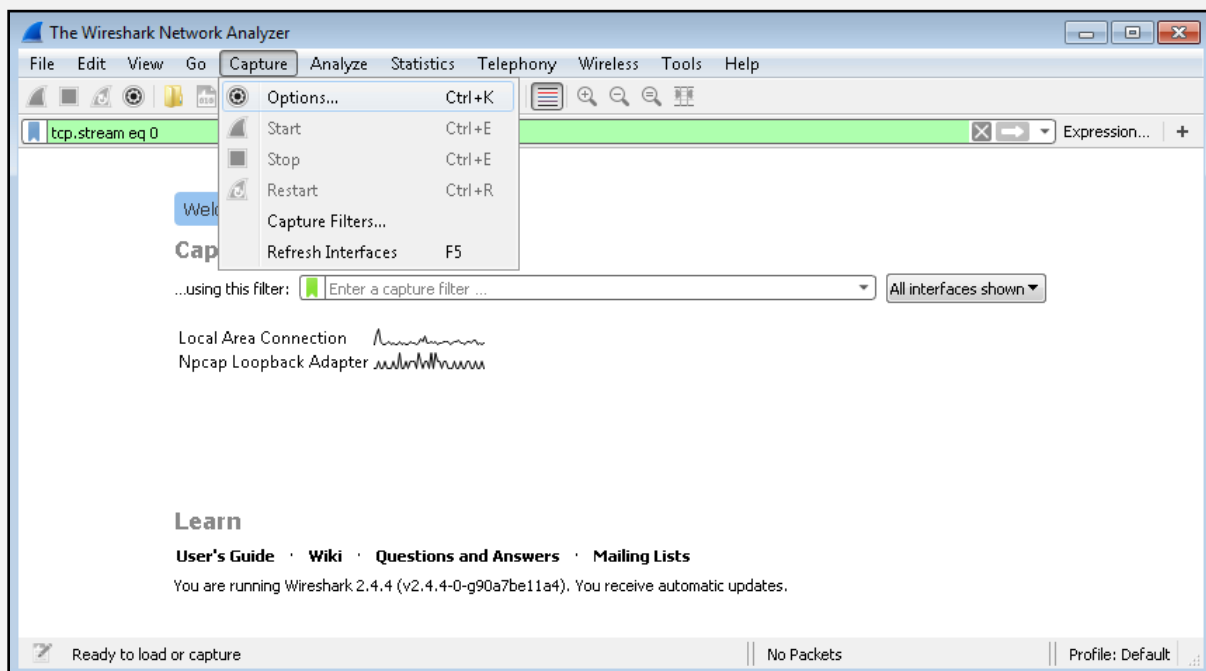 The Wireshark Network Analyzer
File Edit View Go Capture Analyze Statistics Telephony Wireless Tools Help
Options... Ctrl+K
tcp.stream eq 0
Expression... +
Start Ctrl+E
Stop Ctrl+E
Restart Ctrl+R
Capture Filters...
Refresh Interfaces F5
Welc
Cap
...using this filter: Enter a capture filter ... All interfaces shown
Local Area Connection
Npcap Loopback Adapter
Learn
User's Guide · Wiki · Questions and Answers · Mailing Lists
You are running Wireshark 2.4.4 (v2.4.4-0-g90a7be11a4). You receive automatic updates.
Ready to load or capture No Packets Profile: Default